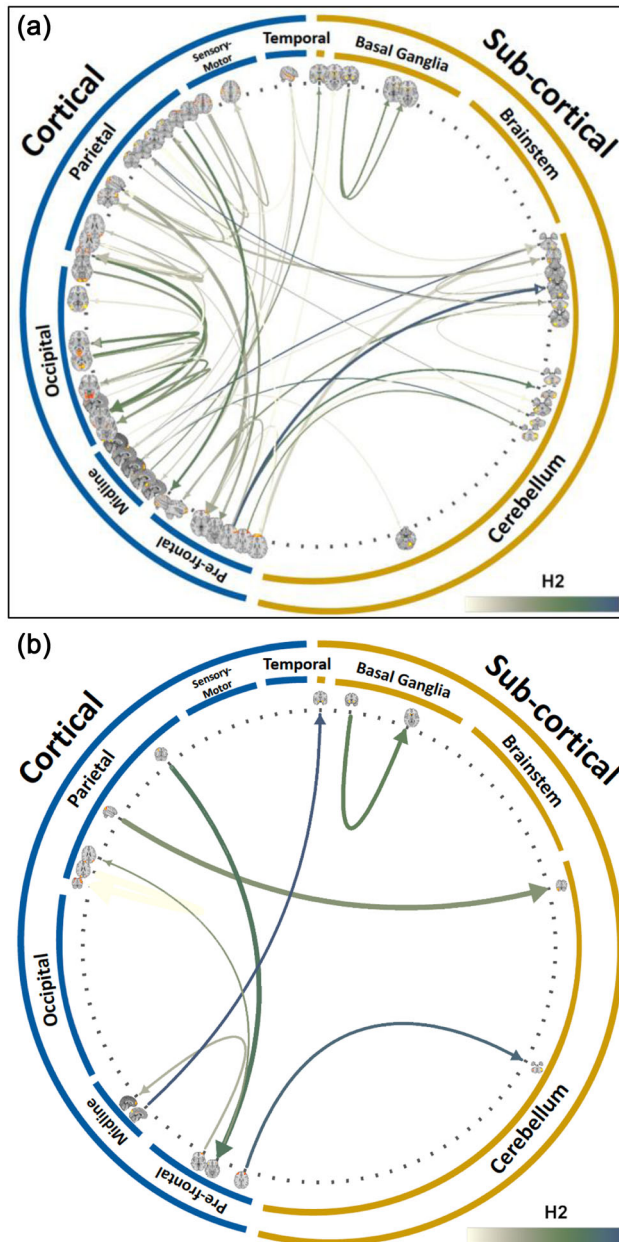 (a)
Cortical
Sub-cortical
Temporal
Basal Ganglia
Sensory-
Motor
Brainstem
Parietal
Occipital
Midline
Pre-frontal
Cerebellum
H2
(b)
Cortical
Sub-cortical
Temporal
Basal Ganglia
Sensory-
Motor
Brainstem
Parietal
Occipital
Midline
Pre-frontal
Cerebellum
H2